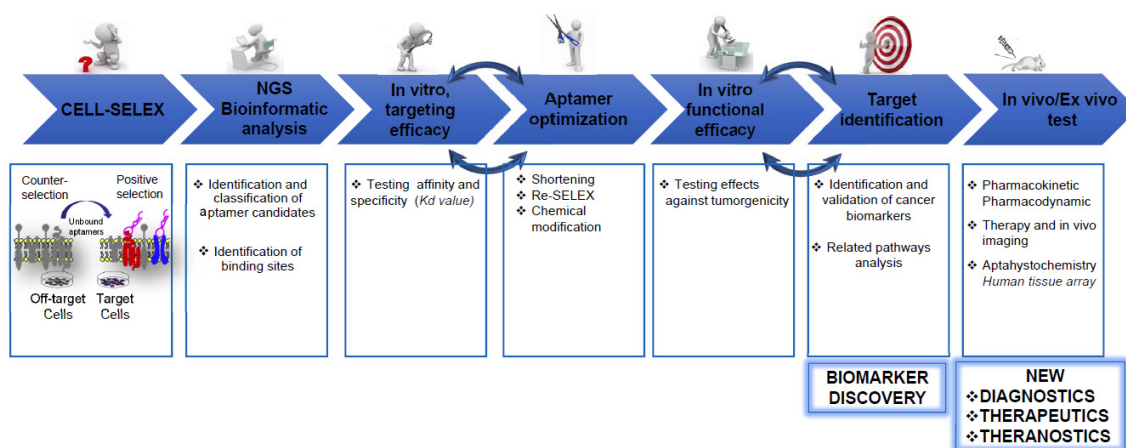 ?
CELL-SELEX
NGS
Bioinformatic
analysis
In vitro,
targeting
efficacy
Aptamer
optimization
In vitro
functional
efficacy
Target
identification
In vivo/Ex vivo
test
Counter-
selection
Positive
selection
Unbound
aptamers
Off-target
Cells
Target
Cells
❖ Identification and
classification of
aptamer candidates
❖ Identification of
binding sites
❖ Testing affinity and
specificity (Kd value)
❖ Shortening
❖ Re-SELEX
❖ Chemical
modification
❖ Testing effects
against tumorgenicity
❖ Identification and
validation of cancer
biomarkers
❖ Related pathways
analysis
❖ Pharmacokinetic
Pharmacodynamic
❖ Therapy and in vivo
imaging
❖ Aptahystochemistry
Human tissue array
BIOMARKER
DISCOVERY
NEW
❖DIAGNOSTICS
❖THERAPEUTICS
❖THERANOSTICS